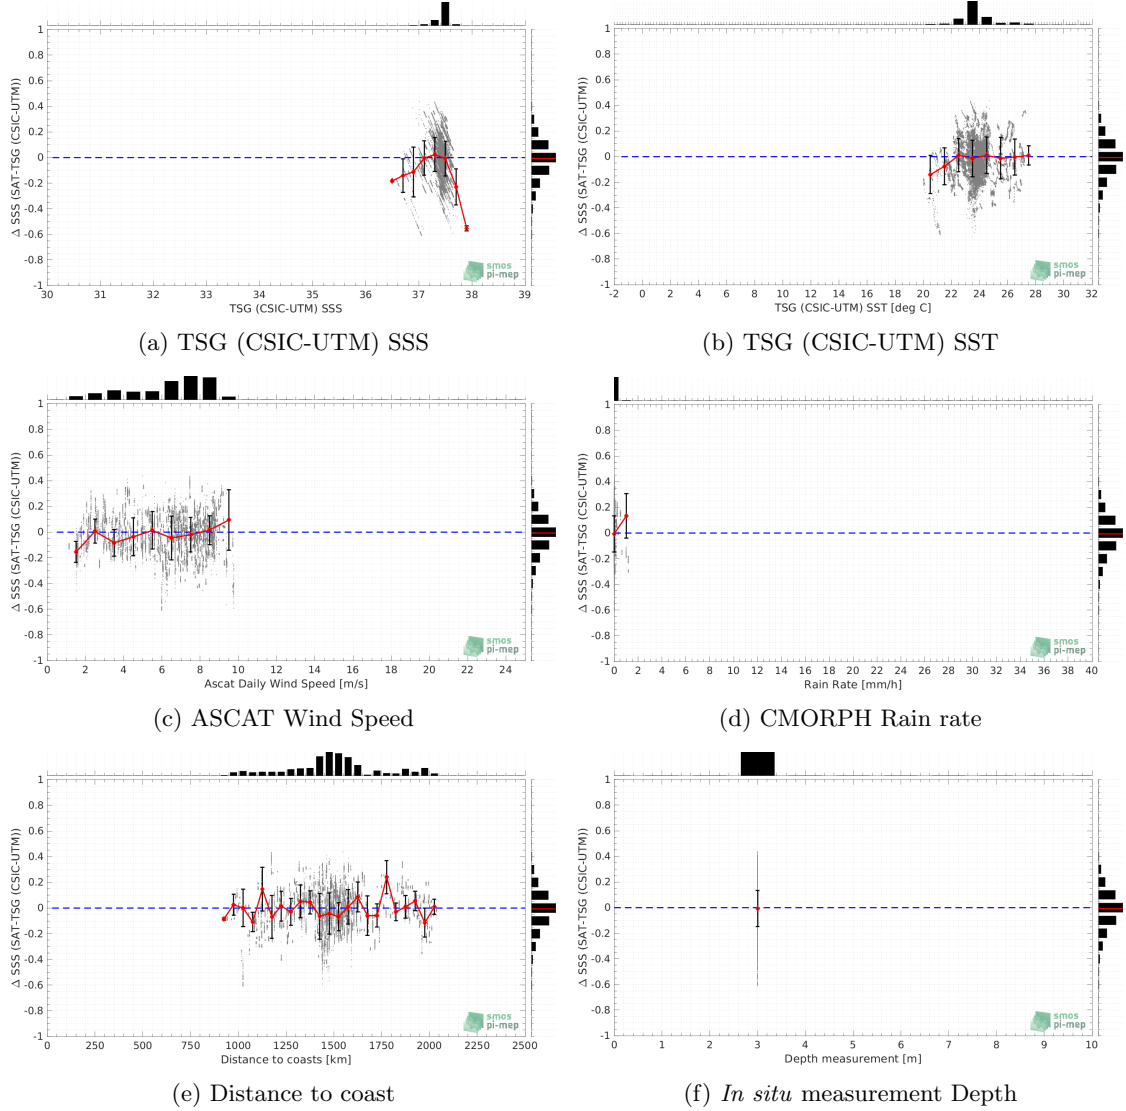 1
0.8
0.6
0.4
0.2
0
-0.2
-0.4
-0.6
-0.8
-1
Δ SSS (SAT-TSG (CSIC-UTM))
30 31 32 33 34 35 36 37 38 39
TSG (CSIC-UTM) SSS
smos
pi-mep
(a) TSG (CSIC-UTM) SSS
1
0.8
0.6
0.4
0.2
0
-0.2
-0.4
-0.6
-0.8
-1
Δ SSS (SAT-TSG (CSIC-UTM))
-2 0 2 4 6 8 10 12 14 16 18 20 22 24 26 28 30 32
TSG (CSIC-UTM) SST [deg C]
smos
pi-mep
(b) TSG (CSIC-UTM) SST
1
0.8
0.6
0.4
0.2
0
-0.2
-0.4
-0.6
-0.8
-1
Δ SSS (SAT-TSG (CSIC-UTM))
0 2 4 6 8 10 12 14 16 18 20 22 24
Ascat Daily Wind Speed [m/s]
smos
pi-mep
(c) ASCAT Wind Speed
1
0.8
0.6
0.4
0.2
0
-0.2
-0.4
-0.6
-0.8
-1
Δ SSS (SAT-TSG (CSIC-UTM))
0 2 4 6 8 10 12 14 16 18 20 22 24 26 28 30 32 34 36 38 40
Rain Rate [mm/h]
smos
pi-mep
(d) CMORPH Rain rate
1
0.8
0.6
0.4
0.2
0
-0.2
-0.4
-0.6
-0.8
-1
Δ SSS (SAT-TSG (CSIC-UTM))
0 250 500 750 1000 1250 1500 1750 2000 2250 2500
Distance to coasts [km]
smos
pi-mep
(e) Distance to coast
1
0.8
0.6
0.4
0.2
0
-0.2
-0.4
-0.6
-0.8
-1
Δ SSS (SAT-TSG (CSIC-UTM))
0 1 2 3 4 5 6 7 8 9 10
Depth measurement [m]
smos
pi-mep
(f) In situ measurement Depth